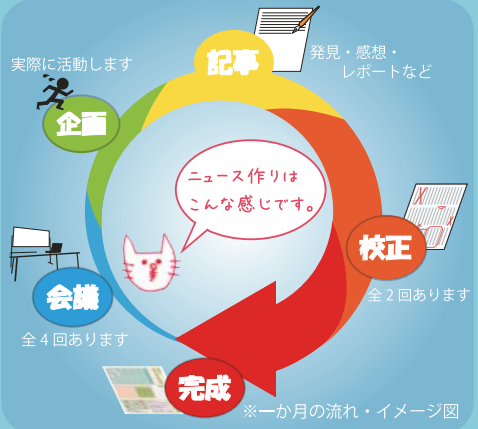 記事
発見・感想・
レポートなど
実際に活動します
企画
ニュース作りは
こんな感じです。
校正
全2回あります
会議
全4回あります
完成
※一か月の流れ・イメージ図